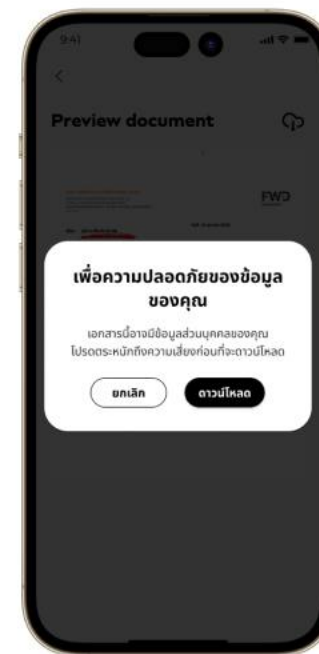 9:41
Preview document
FWD
เพื่อความปลอดภัยของข้อมูล
ของคุณ
เอกสารนี้อาจมีข้อมูลส่วนบุคคลของคุณ
โปรดตระหนักถึงความเสี่ยงก่อนที่จะดาวน์โหลด
ยกเลิก
ดาวน์โหลด